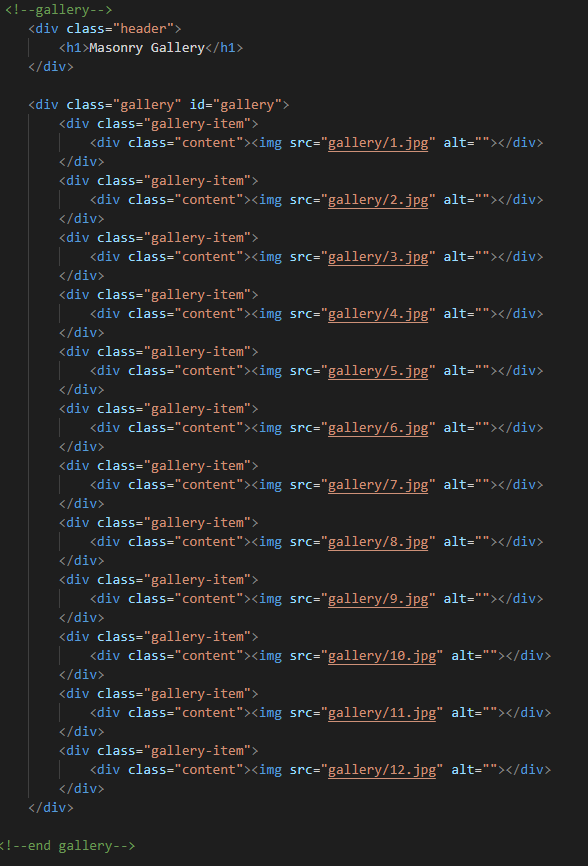 <!--gallery-->
<div class="header">
<h1>Masonry Gallery</h1>
</div>
<div class="gallery" id="gallery">
<div class="gallery-item">
<div class="content"><img src="gallery/1.jpg" alt=""></div>
</div>
<div class="gallery-item">
<div class="content"><img src="gallery/2.jpg" alt=""></div>
</div>
<div class="gallery-item">
<div class="content"><img src="gallery/3.jpg" alt=""></div>
</div>
<div class="gallery-item">
<div class="content"><img src="gallery/4.jpg" alt=""></div>
</div>
<div class="gallery-item">
<div class="content"><img src="gallery/5.jpg" alt=""></div>
</div>
<div class="gallery-item">
<div class="content"><img src="gallery/6.jpg" alt=""></div>
</div>
<div class="gallery-item">
<div class="content"><img src="gallery/7.jpg" alt=""></div>
</div>
<div class="gallery-item">
<div class="content"><img src="gallery/8.jpg" alt=""></div>
</div>
<div class="gallery-item">
<div class="content"><img src="gallery/9.jpg" alt=""></div>
</div>
<div class="gallery-item">
<div class="content"><img src="gallery/10.jpg" alt=""></div>
</div>
<div class="gallery-item">
<div class="content"><img src="gallery/11.jpg" alt=""></div>
</div>
<div class="gallery-item">
<div class="content"><img src="gallery/12.jpg" alt=""></div>
</div>
</div>
<!--end gallery-->